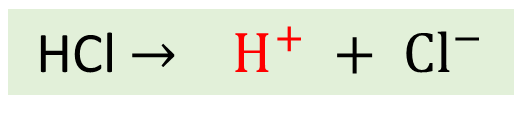 HCl → H⁺ + Cl⁻